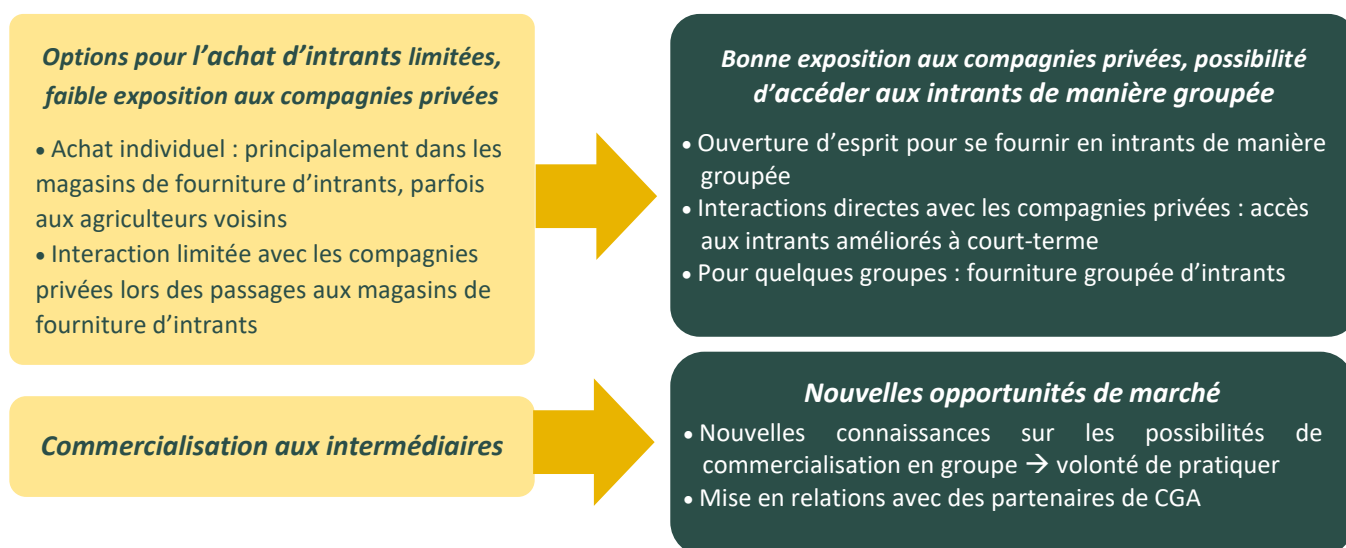 Options pour l’achat d’intrants limitées,
faible exposition aux compagnies privées
• Achat individuel : principalement dans les
magasins de fourniture d’intrants, parfois
aux agriculteurs voisins
• Interaction limitée avec les compagnies
privées lors des passages aux magasins de
fourniture d’intrants
Bonne exposition aux compagnies privées, possibilité
d’accéder aux intrants de manière groupée
• Ouverture d’esprit pour se fournir en intrants de manière
groupée
• Interactions directes avec les compagnies privées : accès
aux intrants améliorés à court-terme
• Pour quelques groupes : fourniture groupée d’intrants
Commercialisation aux intermédiaires
Nouvelles opportunités de marché
• Nouvelles connaissances sur les possibilités de
commercialisation en groupe → volonté de pratiquer
• Mise en relations avec des partenaires de CGA